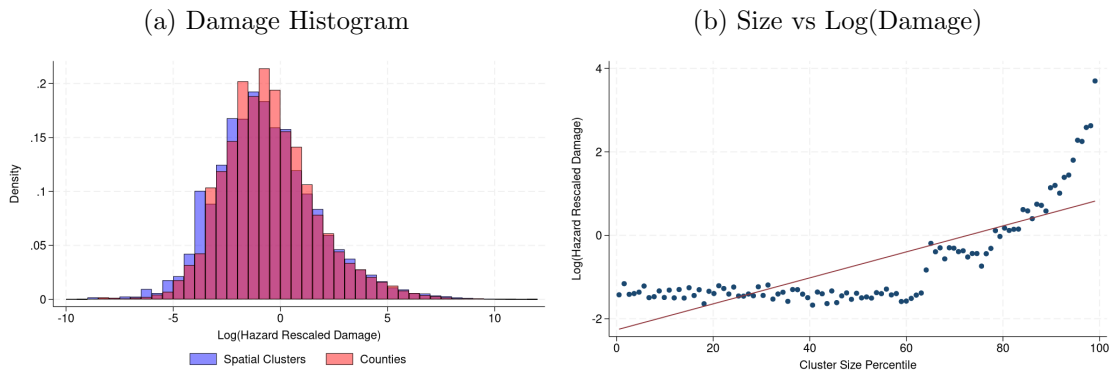 (a) Damage Histogram
Density
.2
.15
.1
.05
0
-10
-5
0
5
10
Log(Hazard Rescaled Damage)
Spatial Clusters
Counties
(b) Size vs Log(Damage)
Log(Hazard Rescaled Damage)
4
2
0
-2
0
20
40
60
80
100
Cluster Size Percentile